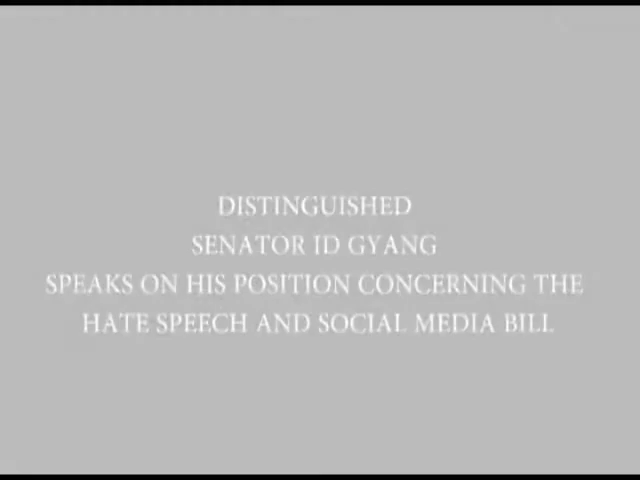 DISTINGUISHED
SENATOR ID GYANG
SPEAKS ON HIS POSITION CONCERNING THE
HATE SPEECH AND SOCIAL MEDIA BILL